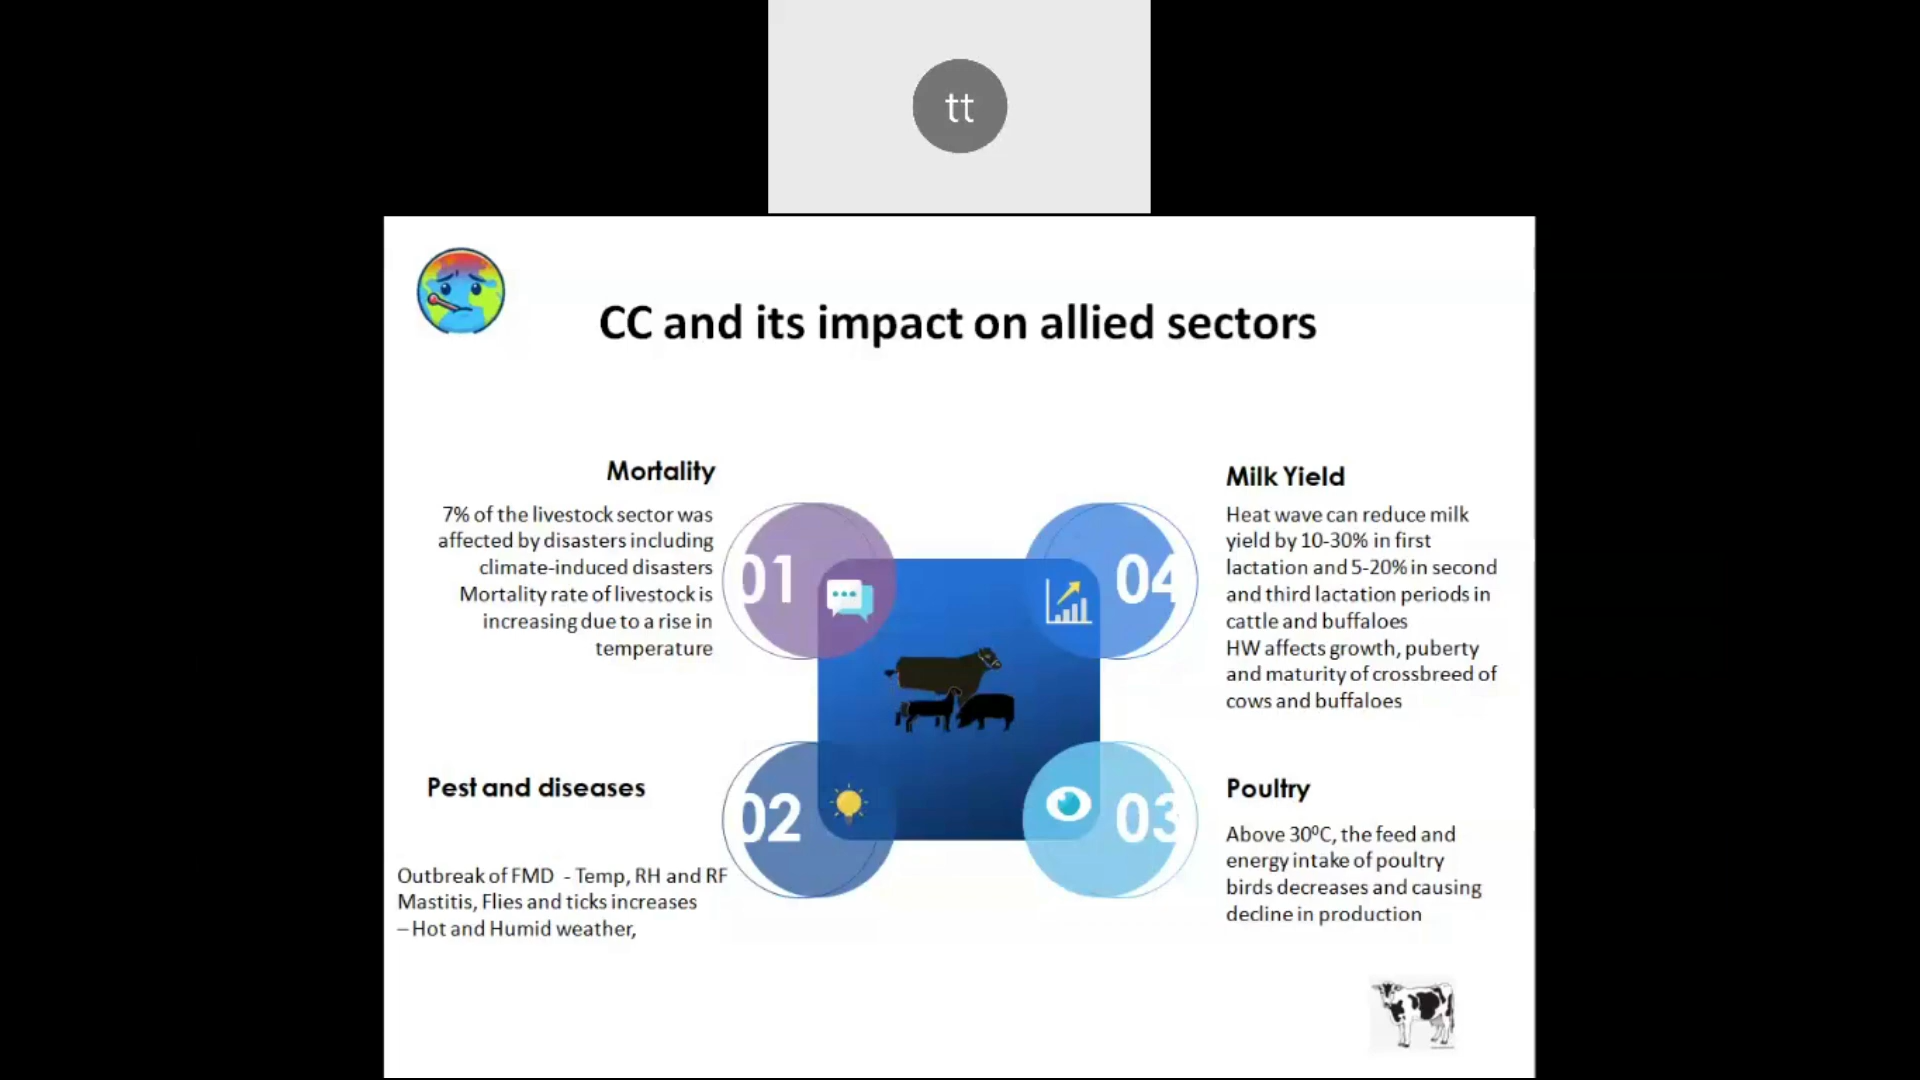 tt
CC and its impact on allied sectors
Mortality
7% of the livestock sector was
affected by disasters including
climate-induced disasters
Mortality rate of livestock is
increasing due to a rise in
temperature
01
04
Milk Yield
Heat wave can reduce milk
yield by 10-30% in first
lactation and 5-20% in second
and third lactation periods in
cattle and buffaloes
HW affects growth, puberty
and maturity of crossbreed of
cows and buffaloes
Pest and diseases
Outbreak of FMD - Temp, RH and RF
Mastitis, Flies and ticks increases
– Hot and Humid weather,
02
03
Poultry
Above 30⁰C, the feed and
energy intake of poultry
birds decreases and causing
decline in production